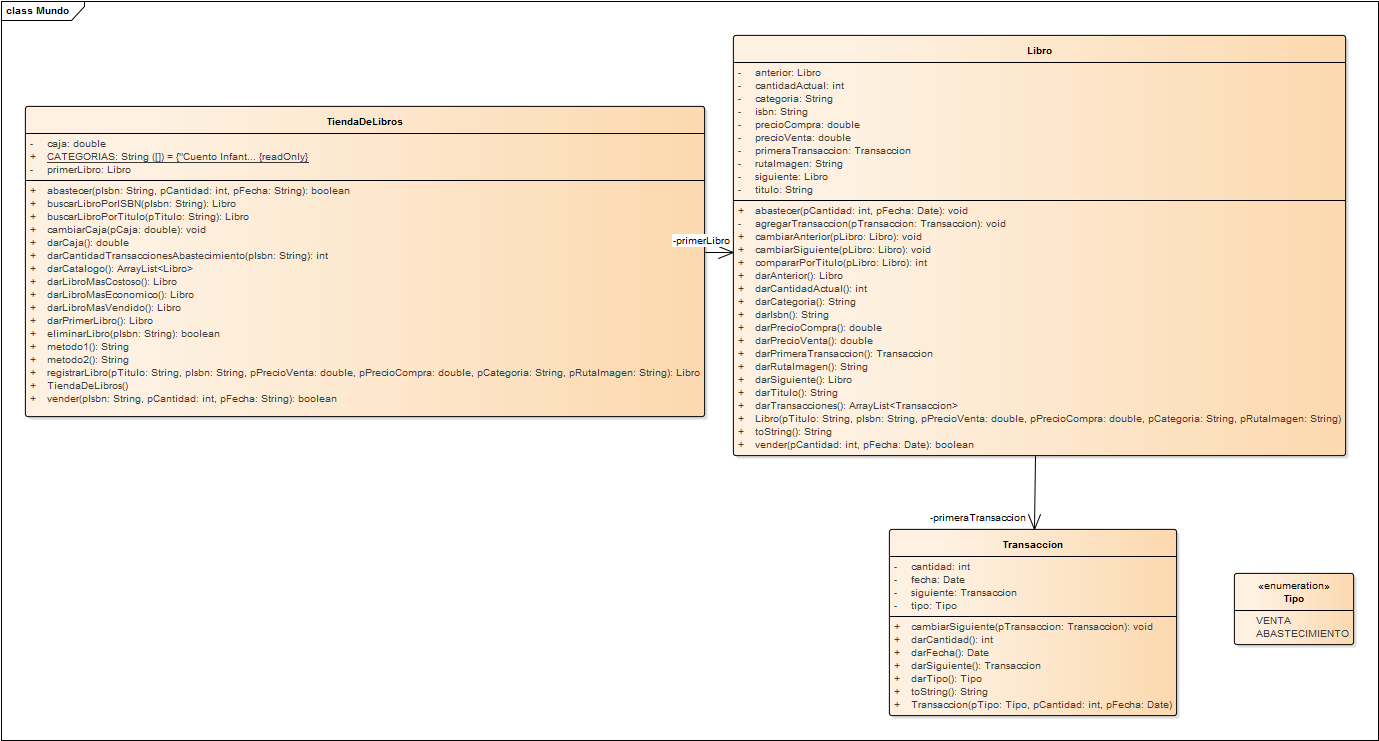 class Mundo
TiendaDeLibros
- caja: double
+ CATEGORIAS: String ([]) = {"Cuento Infant... {readOnly}
- primerLibro: Libro
+ abastecer(pIsbn: String, pCantidad: int, pFecha: String): boolean
+ buscarLibroPorISBN(pIsbn: String): Libro
+ buscarLibroPorTitulo(pTitulo: String): Libro
+ cambiarCaja(pCaja: double): void
+ darCaja(): double
+ darCantidadTransaccionesAbastecimiento(pIsbn: String): int
+ darCatalogo(): ArrayList<Libro>
+ darLibroMasCostoso(): Libro
+ darLibroMasEconomico(): Libro
+ darLibroMasVendido(): Libro
+ darPrimerLibro(): Libro
+ eliminarLibro(pIsbn: String): boolean
+ metodo1(): String
+ metodo2(): String
+ registrarLibro(pTitulo: String, pIsbn: String, pPrecioVenta: double, pPrecioCompra: double, pCategoria: String, pRutaImagen: String): Libro
+ TiendaDeLibros()
+ vender(pIsbn: String, pCantidad: int, pFecha: String): boolean
-primerLibro
Libro
- anterior: Libro
- cantidadActual: int
- categoria: String
- isbn: String
- precioCompra: double
- precioVenta: double
- primeraTransaccion: Transaccion
- rutaImagen: String
- siguiente: Libro
- titulo: String
+ abastecer(pCantidad: int, pFecha: Date): void
- agregarTransaccion(pTransaccion: Transaccion): void
+ cambiarAnterior(pLibro: Libro): void
+ cambiarSiguiente(pLibro: Libro): void
+ compararPorTitulo(pLibro: Libro): int
+ darAnterior(): Libro
+ darCantidadActual(): int
+ darCategoria(): String
+ darIsbn(): String
+ darPrecioCompra(): double
+ darPrecioVenta(): double
+ darPrimeraTransaccion(): Transaccion
+ darRutaImagen(): String
+ darSiguiente(): Libro
+ darTitulo(): String
+ darTransacciones(): ArrayList<Transaccion>
+ Libro(pTitulo: String, pIsbn: String, pPrecioVenta: double, pPrecioCompra: double, pCategoria: String, pRutaImagen: String)
+ toString(): String
+ vender(pCantidad: int, pFecha: Date): boolean
-primeraTransaccion
Transaccion
- cantidad: int
- fecha: Date
- siguiente: Transaccion
- tipo: Tipo
+ cambiarSiguiente(pTransaccion: Transaccion): void
+ darCantidad(): int
+ darFecha(): Date
+ darSiguiente(): Transaccion
+ darTipo(): Tipo
+ toString(): String
+ Transaccion(pTipo: Tipo, pCantidad: int, pFecha: Date)
«enumeration»
Tipo
VENTA
ABASTECIMIENTO